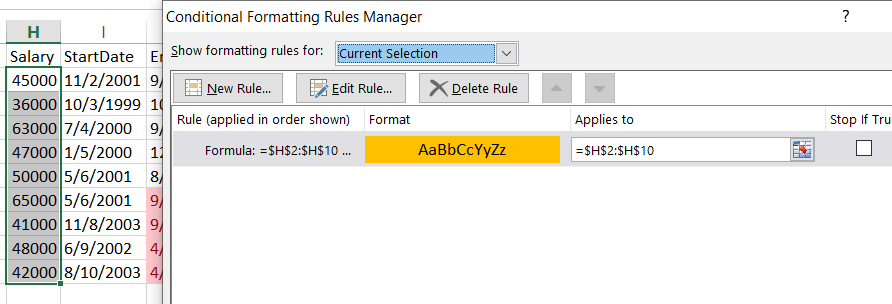 Conditional Formatting Rules Manager ?
H I
Show formatting rules for: Current Selection
Salary StartDate
45000 11/2/2001 9/
New Rule... Edit Rule... Delete Rule
36000 10/3/1999 10
63000 7/4/2000 9/
Rule (applied in order shown) Format Applies to Stop If Tru
47000 1/5/2000 12
50000 5/6/2001 8/
Formula: =$H$2:$H$10 ... AaBbCcYyZz =$H$2:$H$10
65000 5/6/2001 9/
41000 11/8/2003 9/
48000 6/9/2002 4/
42000 8/10/2003 4/